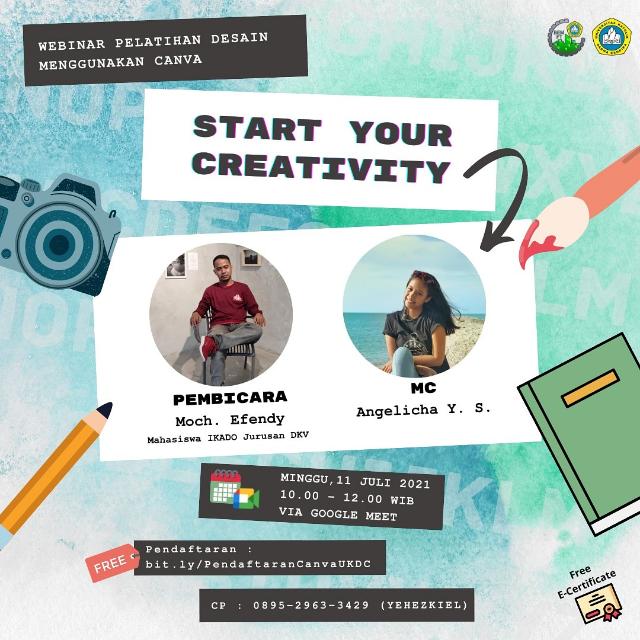 WEBINAR PELATIHAN DESAIN
MENGGUNAKAN CANVA
START YOUR
CREATIVITY
PEMBICARA
Moch. Efendy
Mahasiswa IKADO Jurusan DKV
MC
Angelicha Y. S.
MINGGU,11 JULI 2021
10.00 - 12.00 WIB
VIA GOOGLE MEET
FREE
Pendaftaran :
bit.ly/PendaftaranCanvaUKDC
CP : 0895-2963-3429 (YEHEZKIEL)
Free
E-Certificate